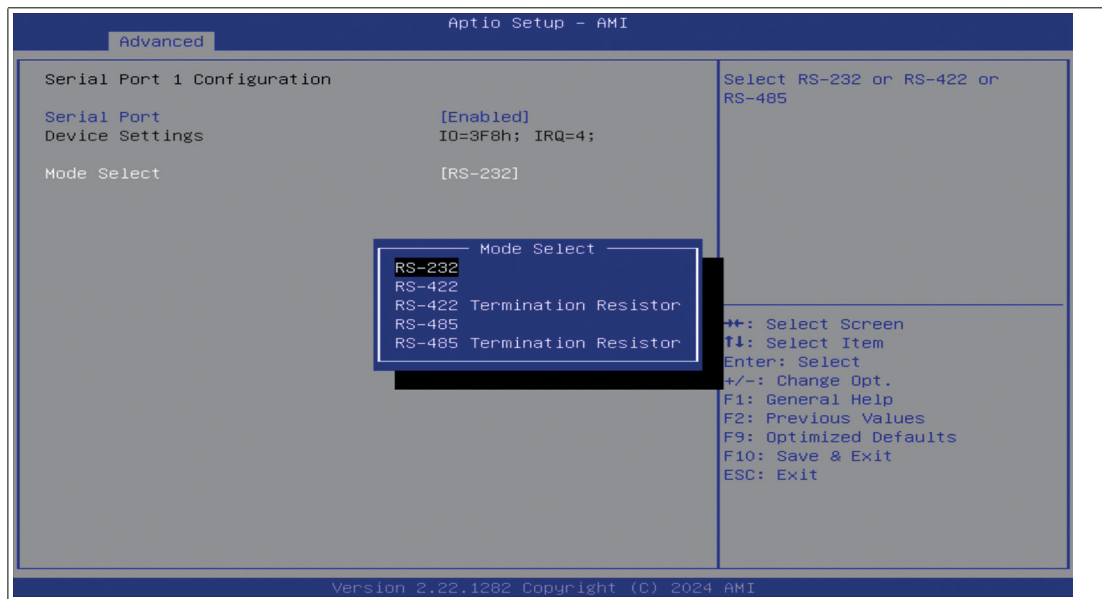 Aptio Setup – AMI
Advanced
Serial Port 1 Configuration
Serial Port [Enabled]
Device Settings IO=3F8h; IRQ=4;
Mode Select [RS-232]
Select RS-232 or RS-422 or
RS-485
Mode Select
RS-232
RS-422
RS-422 Termination Resistor
RS-485
RS-485 Termination Resistor
→←: Select Screen
↑↓: Select Item
Enter: Select
+/-: Change Opt.
F1: General Help
F2: Previous Values
F9: Optimized Defaults
F10: Save & Exit
ESC: Exit
Version 2.22.1282 Copyright (C) 2024 AMI